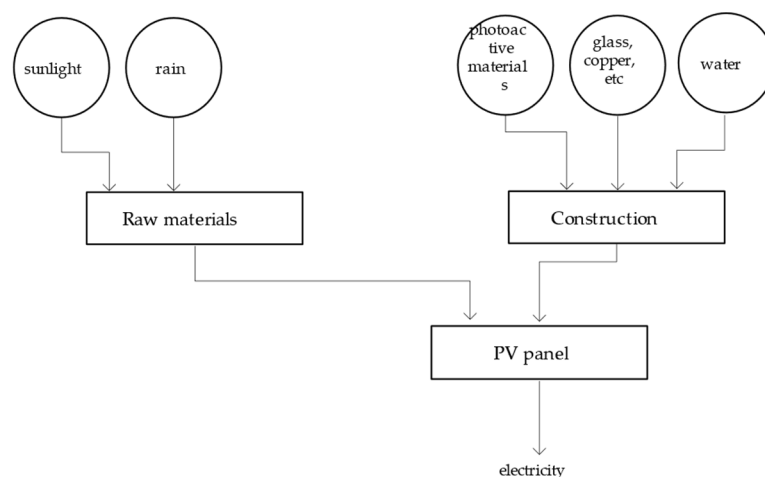 sunlight
rain
photoac
tive
material
s
glass,
copper,
etc
water
Raw materials
Construction
PV panel
electricity